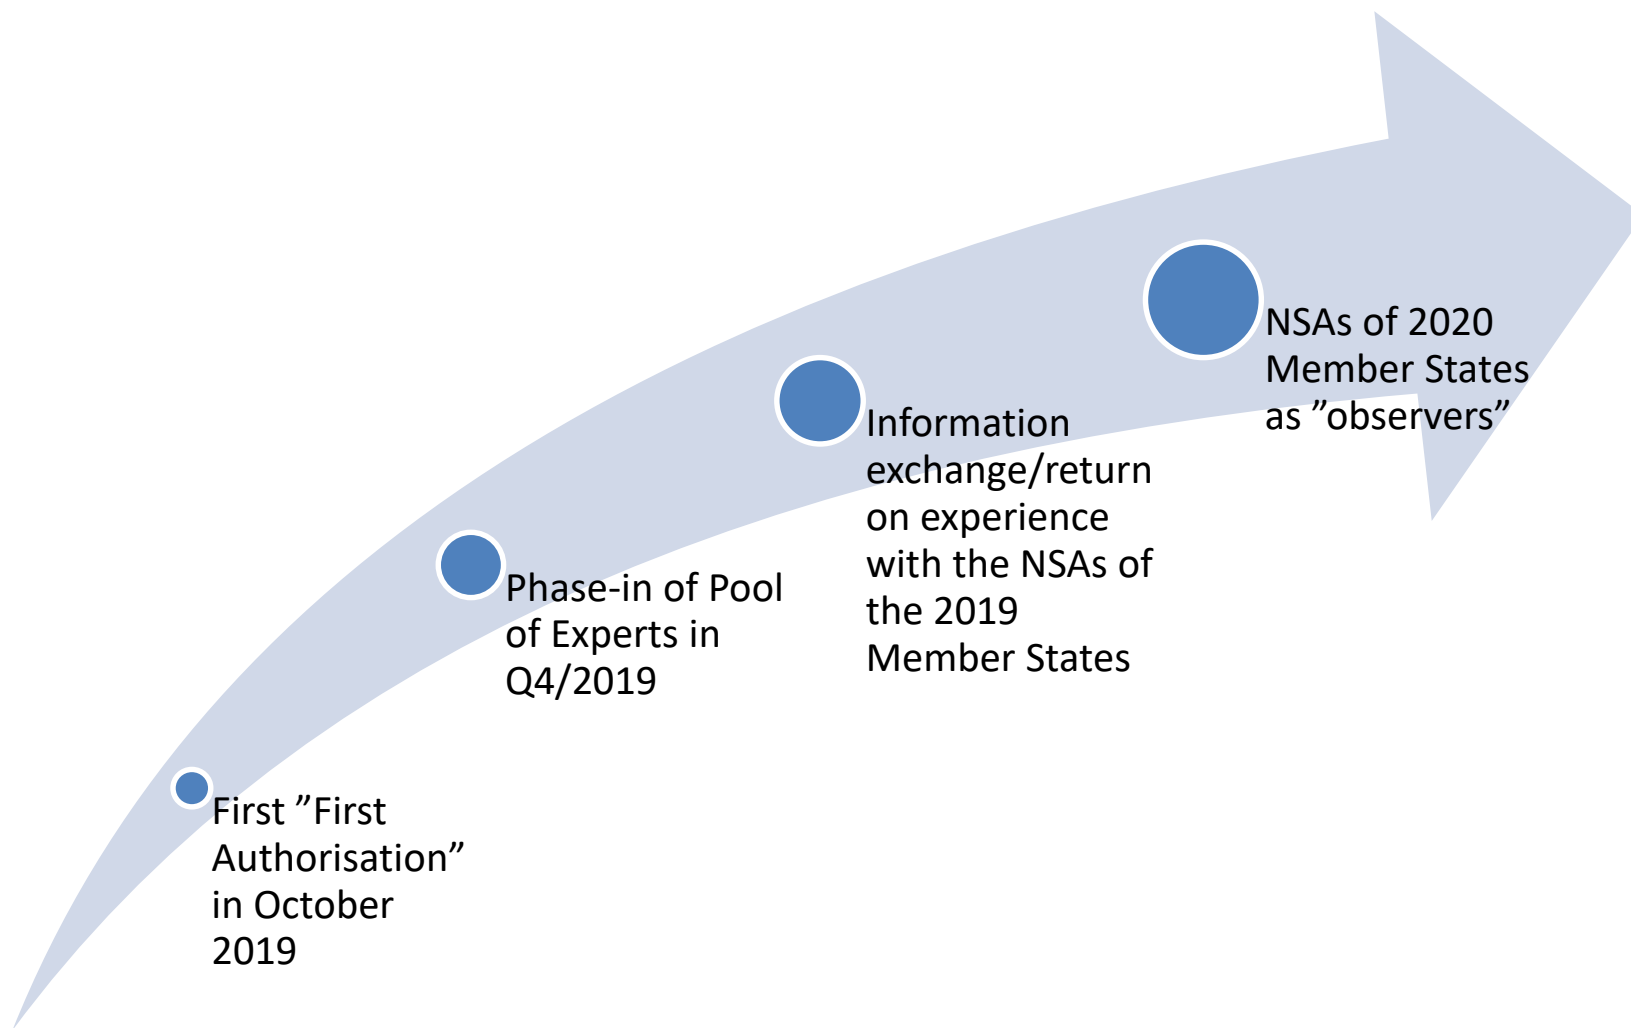 First ”First
Authorisation”
in October
2019
Phase-in of Pool
of Experts in
Q4/2019
Information
exchange/return
on experience
with the NSAs of
the 2019
Member States
NSAs of 2020
Member States
as ”observers”